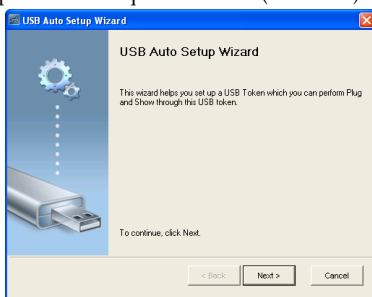 USB Auto Setup Wizard
USB Auto Setup Wizard
This wizard helps you set up a USB Token which you can perform Plug
and Show through this USB token.
To continue, click Next.
< Back
Next >
Cancel